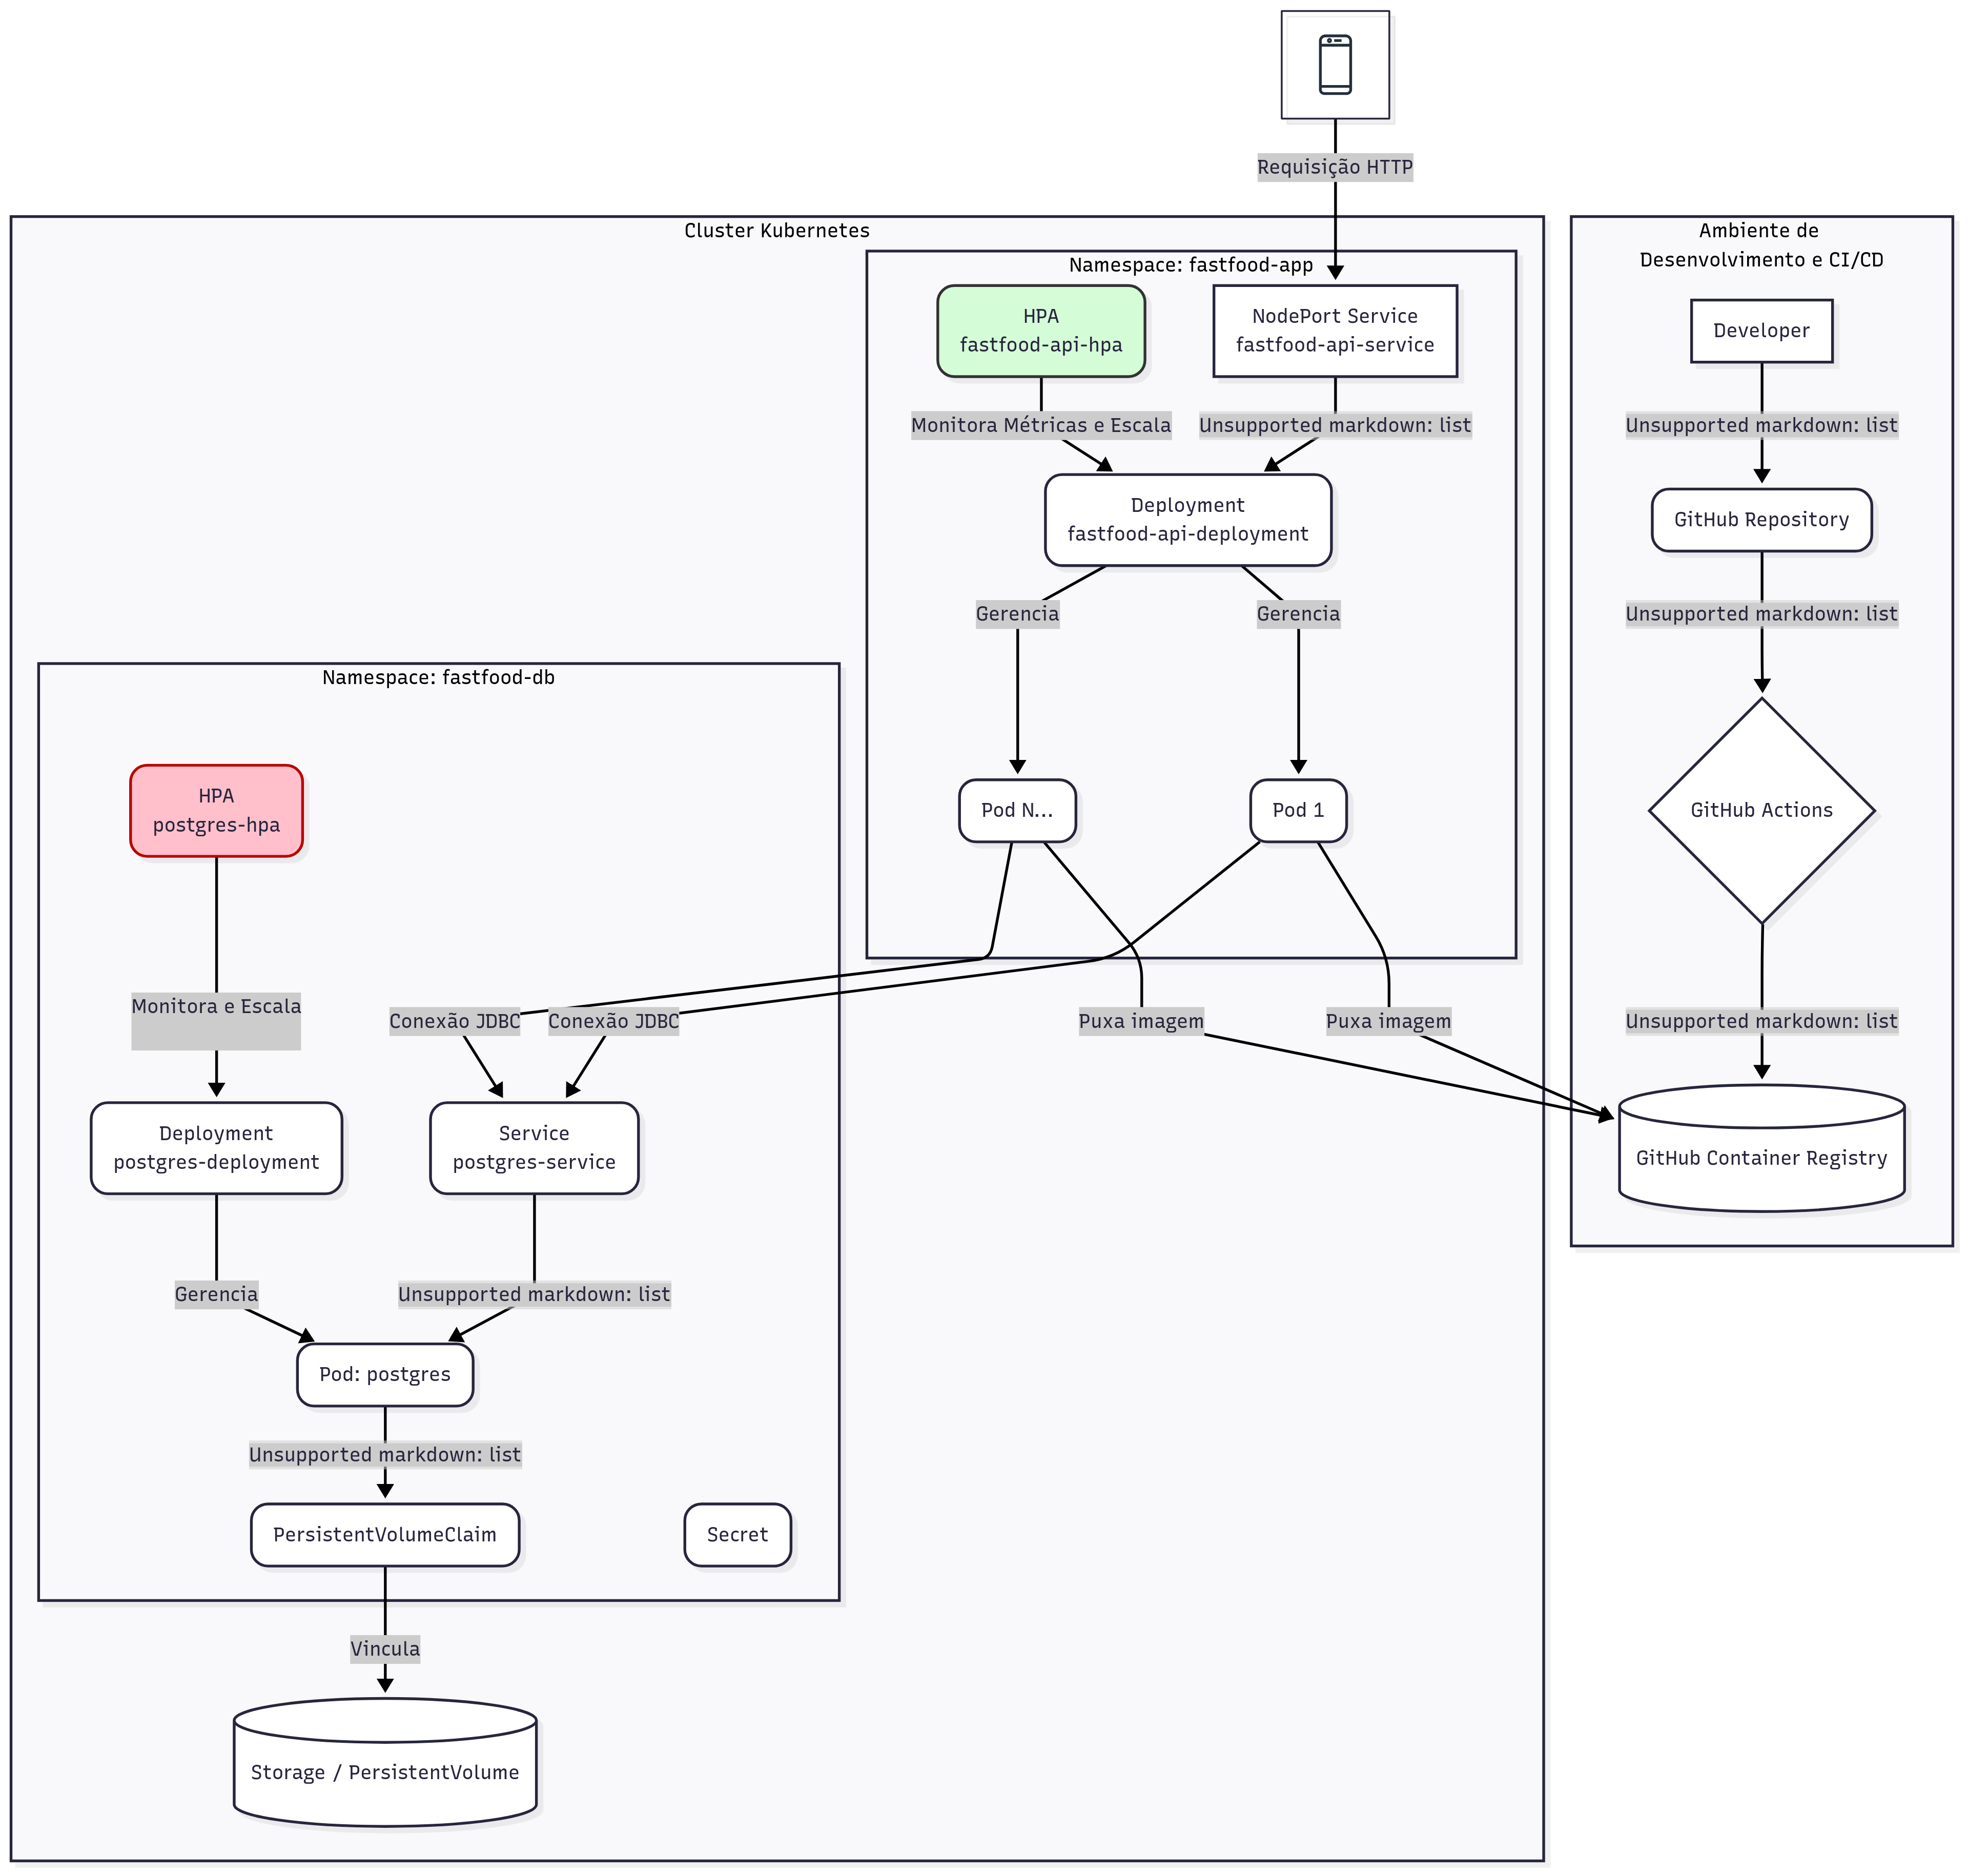 Requisição HTTP
Cluster Kubernetes
Namespace: fastfood-app
HPA
fastfood-api-hpa
NodePort Service
fastfood-api-service
Monitora Métricas e Escala
Unsupported markdown: list
Deployment
fastfood-api-deployment
Gerencia
Gerencia
Pod N...
Pod 1
Conexão JDBC
Conexão JDBC
Puxa imagem
Puxa imagem
Namespace: fastfood-db
HPA
postgres-hpa
Monitora e Escala
Deployment
postgres-deployment
Service
postgres-service
Gerencia
Unsupported markdown: list
Pod: postgres
Unsupported markdown: list
PersistentVolumeClaim
Secret
Vincula
Storage / PersistentVolume
Ambiente de
Desenvolvimento e CI/CD
Developer
Unsupported markdown: list
GitHub Repository
Unsupported markdown: list
GitHub Actions
Unsupported markdown: list
GitHub Container Registry